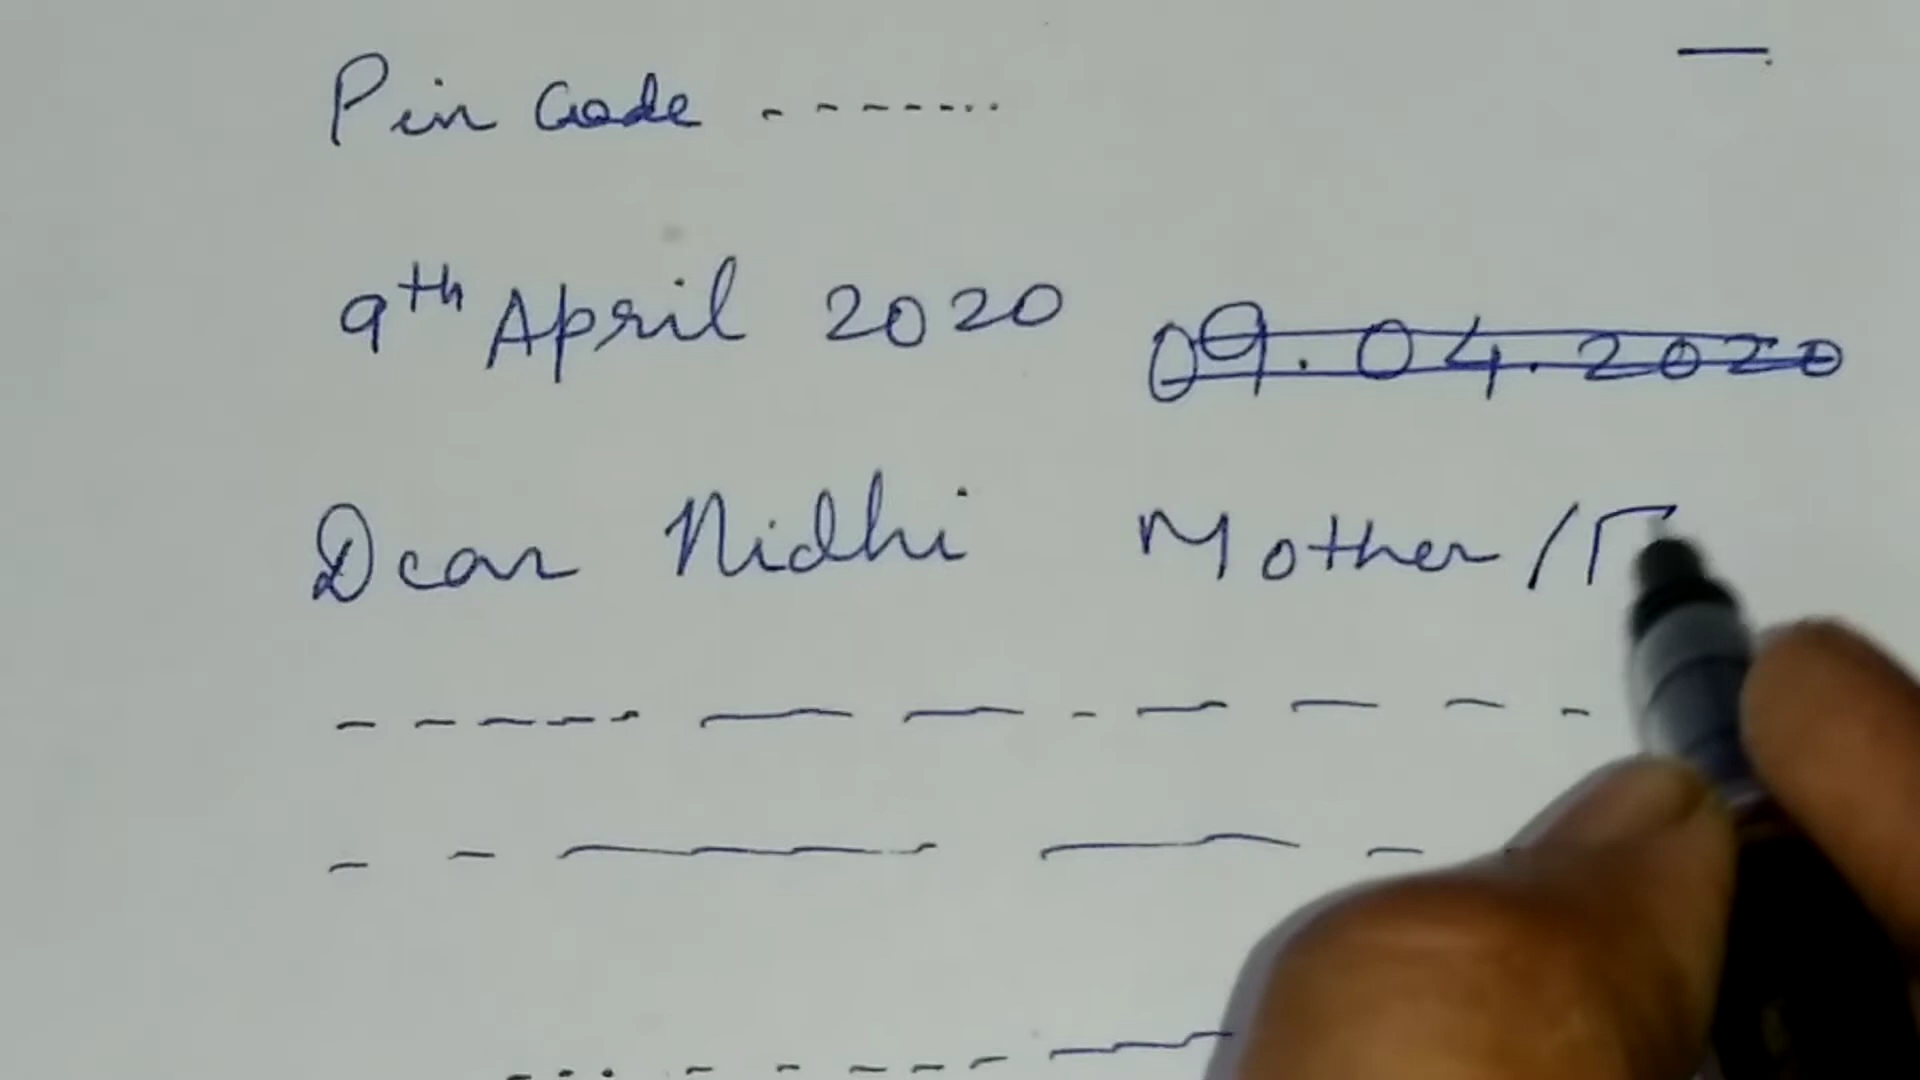 Pin Code - - - - - - - -
9th April 2020 09.04.2020
Dear Nidhi Mother/